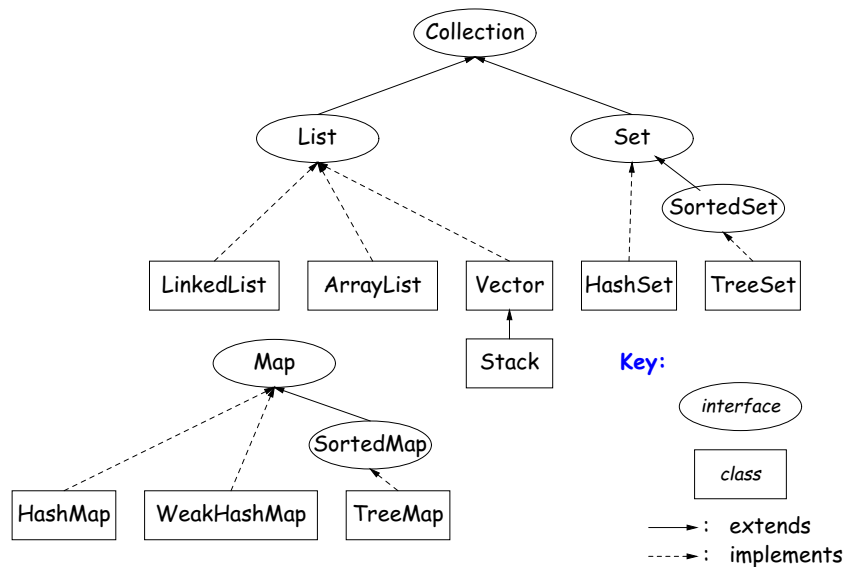 Collection
List
Set
SortedSet
LinkedList
ArrayList
Vector
HashSet
TreeSet
Stack
Map
SortedMap
HashMap
WeakHashMap
TreeMap
Key:
interface
class
: extends
: implements